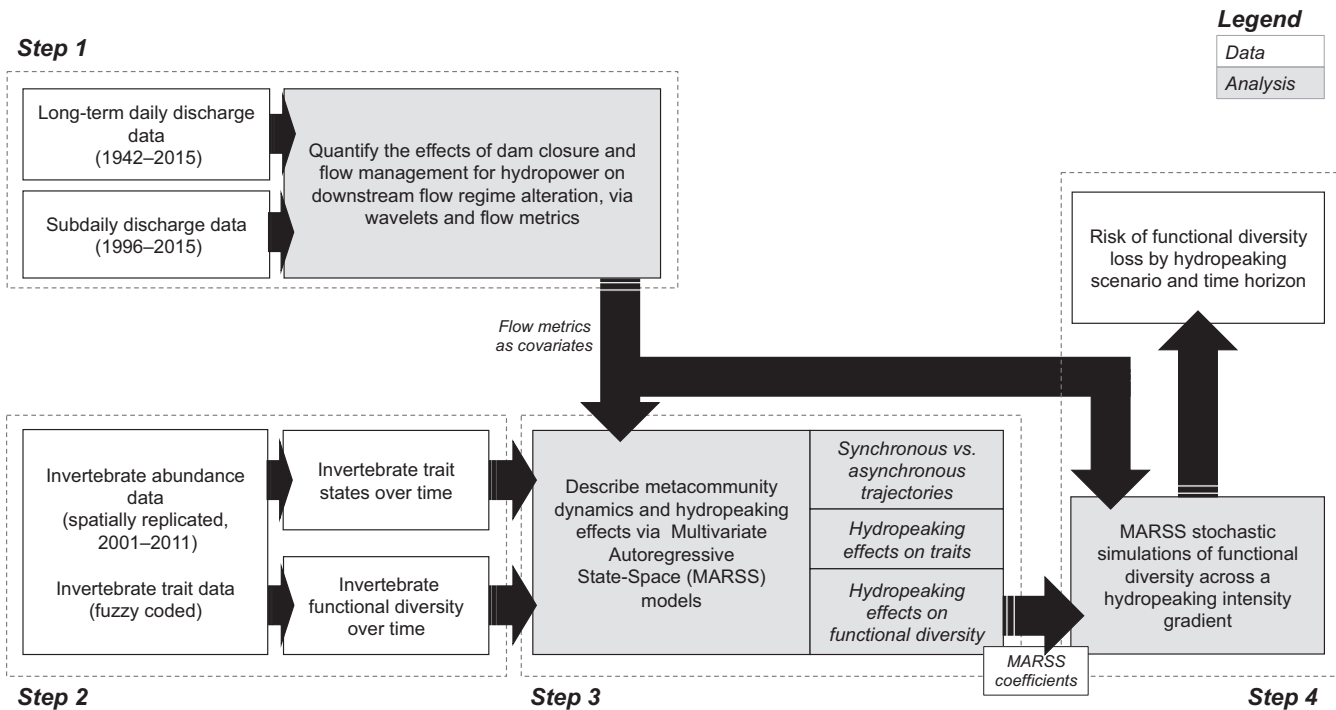 Legend
Data
Analysis
Step 1
Long-term daily discharge
data
(1942–2015)
Subdaily discharge data
(1996–2015)
Quantify the effects of dam closure and
flow management for hydropower on
downstream flow regime alteration, via
wavelets and flow metrics
Flow metrics
as covariates
Invertebrate abundance
data
(spatially replicated,
2001–2011)
Invertebrate trait data
(fuzzy coded)
Invertebrate trait
states over time
Invertebrate
functional diversity
over time
Step 2
Describe metacommunity
dynamics and hydropeaking
effects via Multivariate
Autoregressive
State-Space (MARSS)
models
Synchronous vs.
asynchronous
trajectories
Hydropeaking
effects on traits
Hydropeaking
effects on
functional diversity
Step 3
MARSS
coefficients
Risk of functional diversity
loss by hydropeaking
scenario and time horizon
MARSS stochastic
simulations of functional
diversity across a
hydropeaking intensity
gradient
Step 4